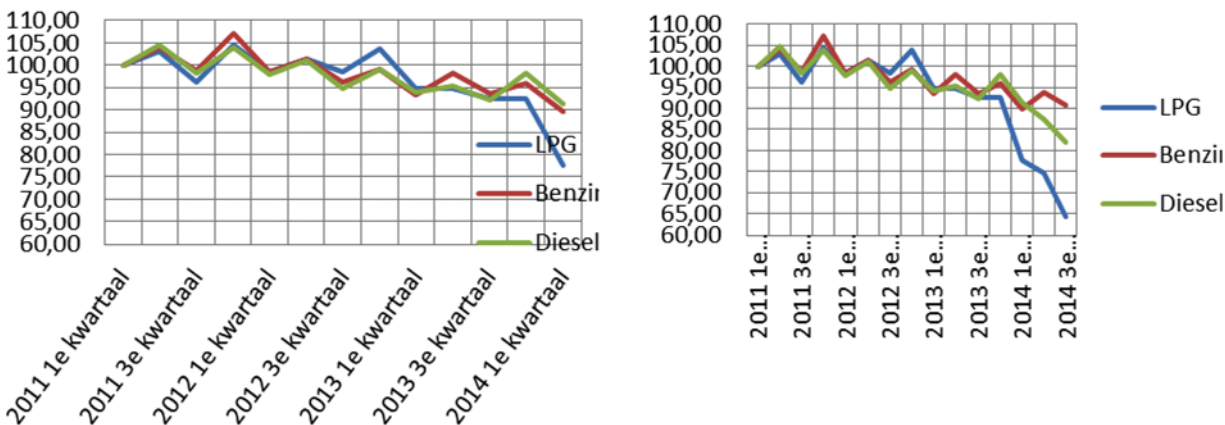 110,00
105,00
100,00
95,00
90,00
85,00
80,00
75,00
70,00
65,00
60,00
LPG
Benzin
Diesel
2011 1e kwartaal
2011 3e kwartaal
2012 1e kwartaal
2012 3e kwartaal
2013 1e kwartaal
2013 3e kwartaal
2014 1e kwartaal
110,00
105,00
100,00
95,00
90,00
85,00
80,00
75,00
70,00
65,00
60,00
2011 1e...
2011 3e...
2012 1e...
2012 3e...
2013 1e...
2013 3e...
2014 1e...
2014 3e...
LPG
Benzin
Diesel